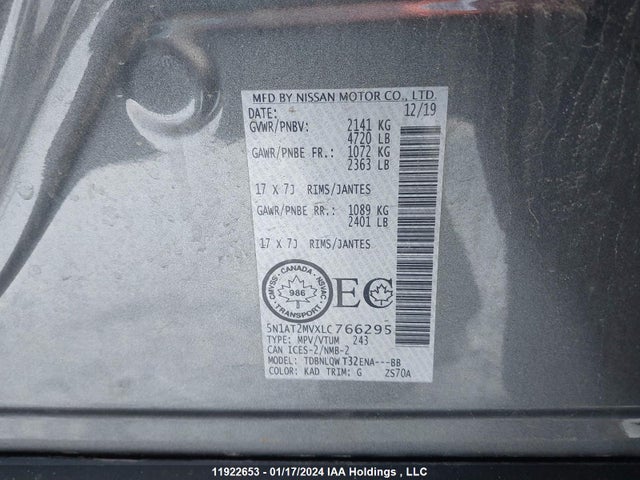 MFD BY NISSAN MOTOR CO., LTD.
DATE: 12/19
GVWR/PNBV: 2141 KG
4720 LB
GAWR/PNBE FR.: 1072 KG
2363 LB
17 X 7J RIMS/JANTES
GAWR/PNBE RR.: 1089 KG
2401 LB
17 X 7J RIMS/JANTES
CANADA
CMVSS NSVAC
986
TRANSPORT
EC
5N1AT2MVXLC766295
TYPE: MPV/VTUM 243
CAN ICES-2/NMB-2
MODEL: TDBNLQWT32ENA---BB
COLOR: KAD TRIM: G ZS70A
11922653 - 01/17/2024 IAA Holdings , LLC